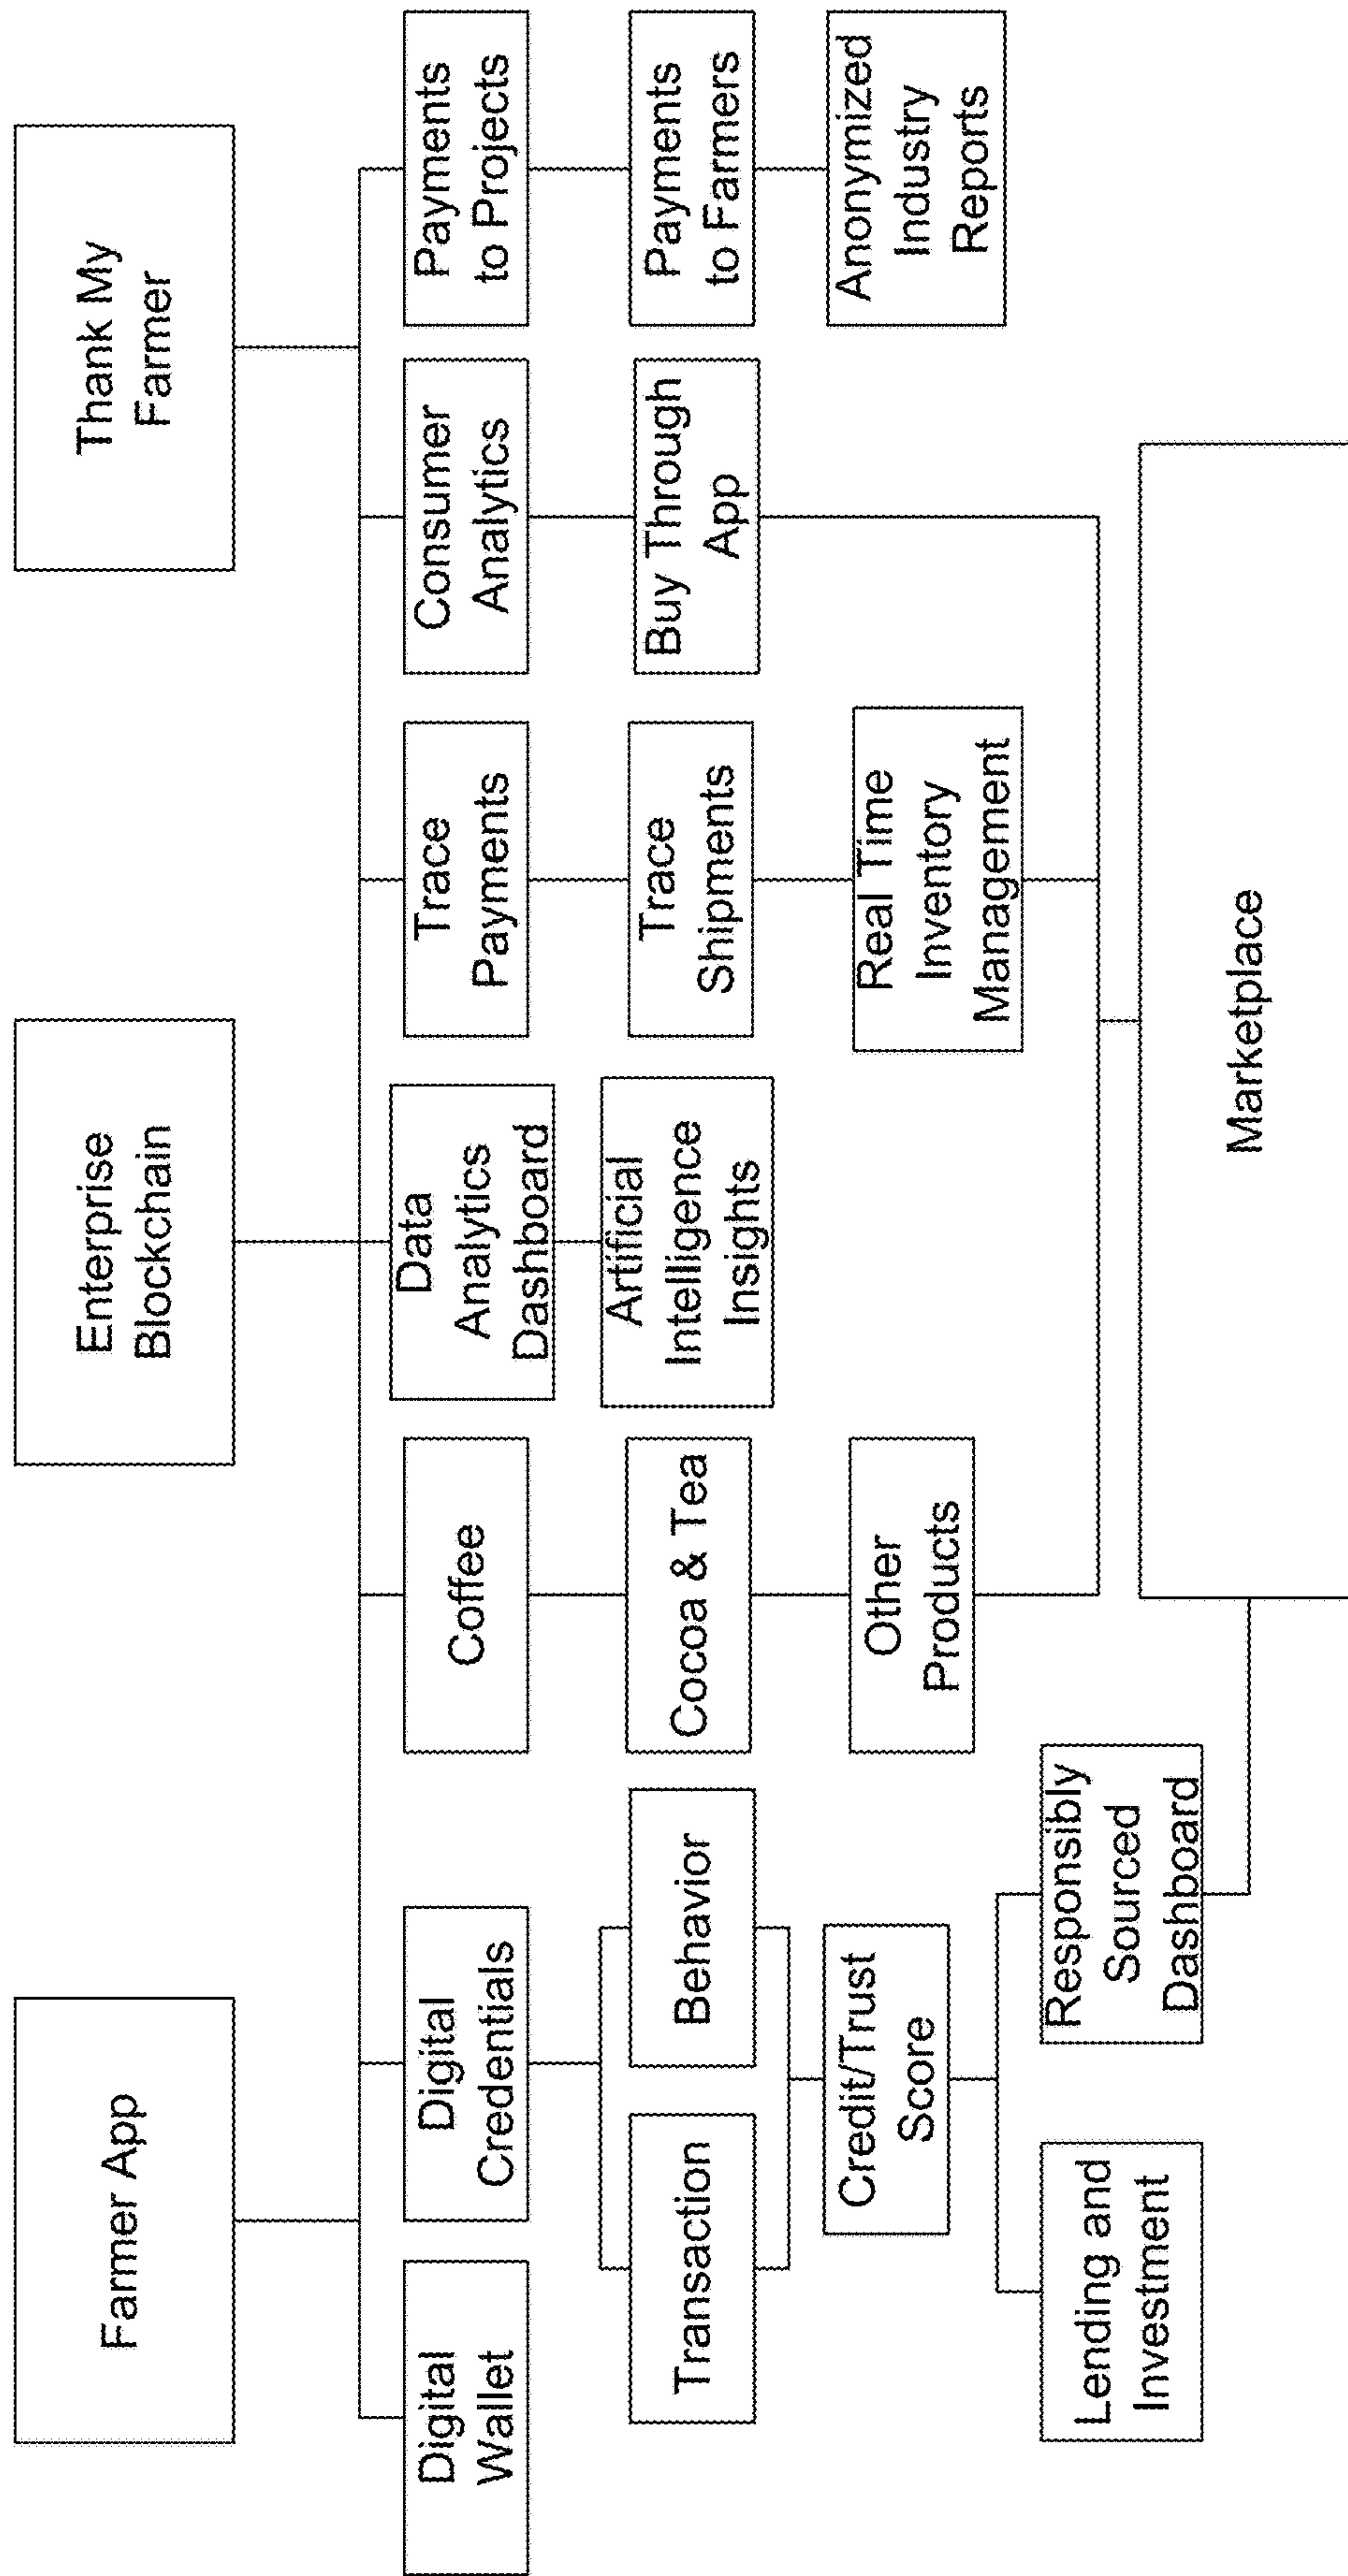 Farmer App
Enterprise
Blockchain
Thank My
Farmer
Digital
Wallet
Digital
Credentials
Coffee
Data
Analytics
Dashboard
Trace
Payments
Consumer
Analytics
Payments
to Projects
Transaction
Behavior
Cocoa & Tea
Artificial
Intelligence
Insights
Trace
Shipments
Buy Through
App
Payments
to Farmers
Credit/Trust
Score
Other
Products
Real Time
Inventory
Management
Anonymized
Industry
Reports
Lending and
Investment
Responsibly
Sourced
Dashboard
Marketplace